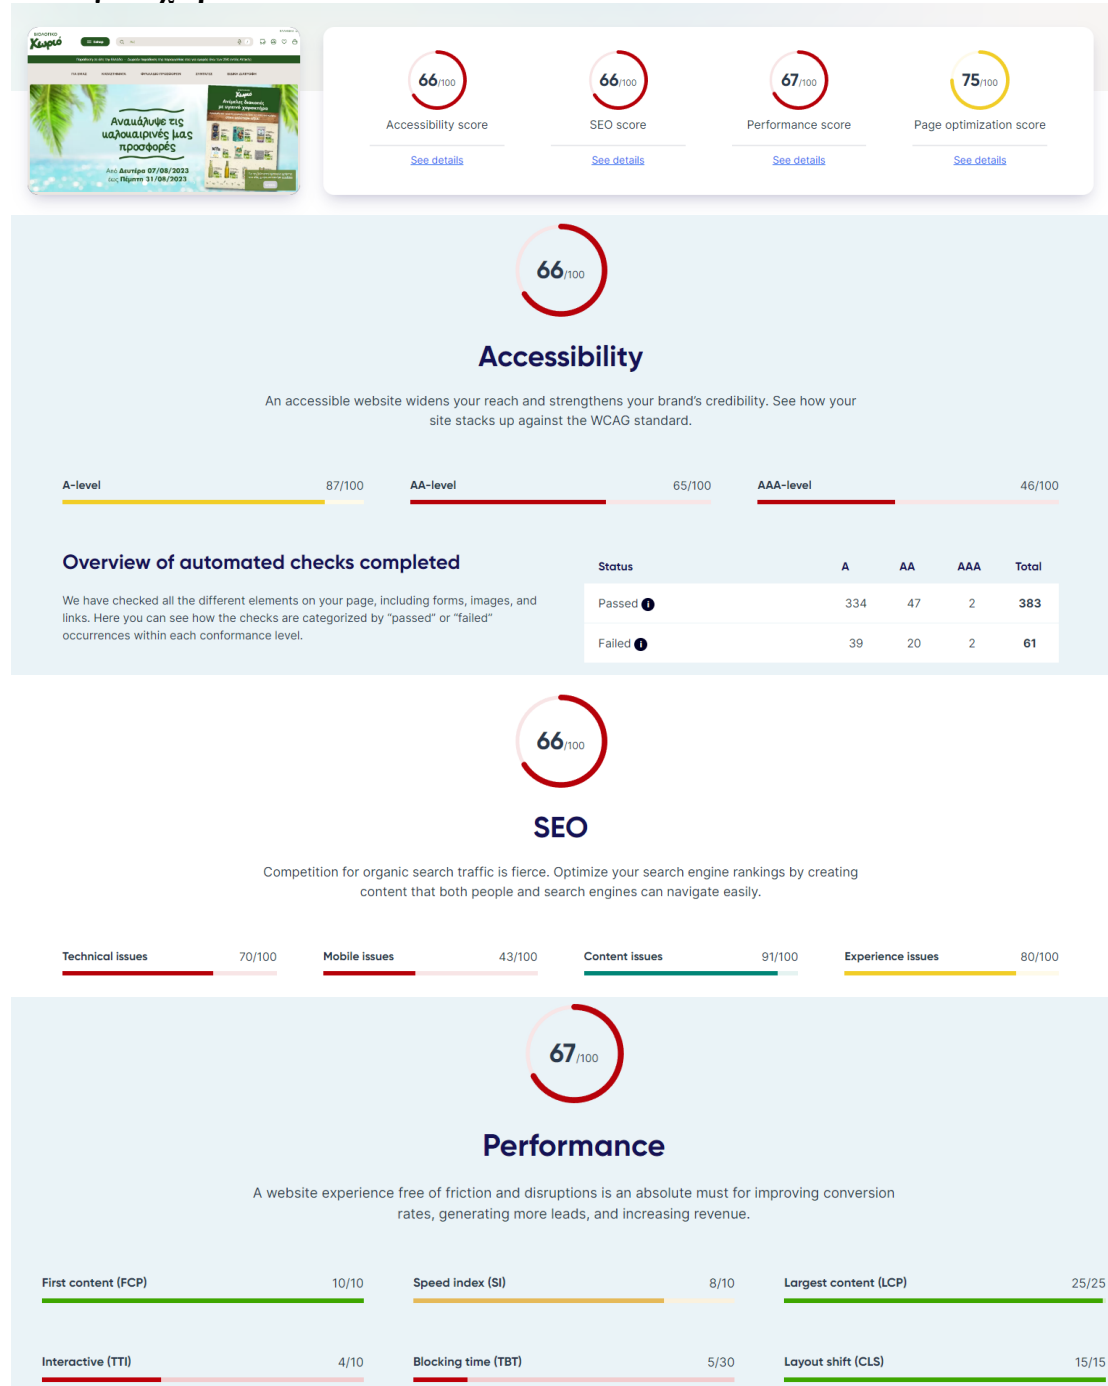 ΒΙΟΛΟΓΙΚΟ
Χωριό
Ανακάλυψε τις
καλοκαιρινές μας
προσφορές
Από Δευτέρα 07/08/2023
έως Πέμπτη 31/08/2023
66/100
Accessibility score
See details
66/100
SEO score
See details
67/100
Performance score
See details
75/100
Page optimization score
See details
66/100
Accessibility
An accessible website widens your reach and strengthens your brand's credibility. See how your
site stacks up against the WCAG standard.
A-level 87/100
AA-level 65/100
AAA-level 46/100
Overview of automated checks completed
We have checked all the different elements on your page, including forms, images, and
links. Here you can see how the checks are categorized by "passed" or "failed"
occurrences within each conformance level.
Status A AA AAA Total
Passed 334 47 2 383
Failed 39 20 2 61
66/100
SEO
Competition for organic search traffic is fierce. Optimize your search engine rankings by creating
content that both people and search engines can navigate easily.
Technical issues 70/100
Mobile issues 43/100
Content issues 91/100
Experience issues 80/100
67/100
Performance
A website experience free of friction and disruptions is an absolute must for improving conversion
rates, generating more leads, and increasing revenue.
First content (FCP) 10/10
Speed index (SI) 8/10
Largest content (LCP) 25/25
Interactive (TTI) 4/10
Blocking time (TBT) 5/30
Layout shift (CLS) 15/15